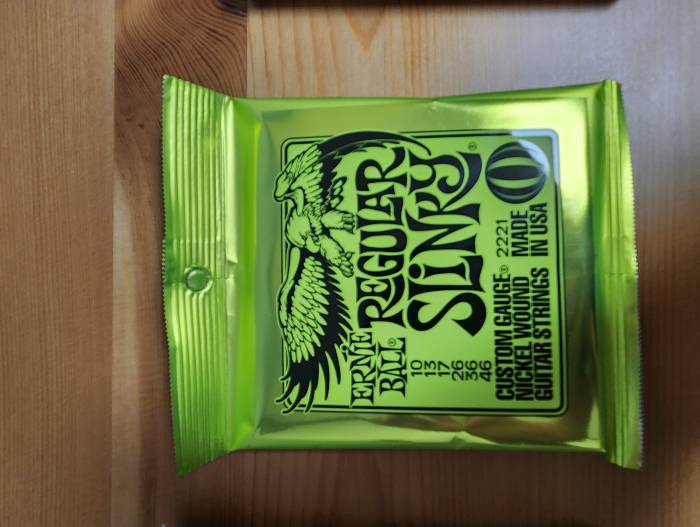 ERNIE
BALL®
REGULAR
SLINKY®
10
13
17
26
36
46
CUSTOM GAUGE® 2221
NICKEL WOUND
GUITAR STRINGS
MADE
IN USA